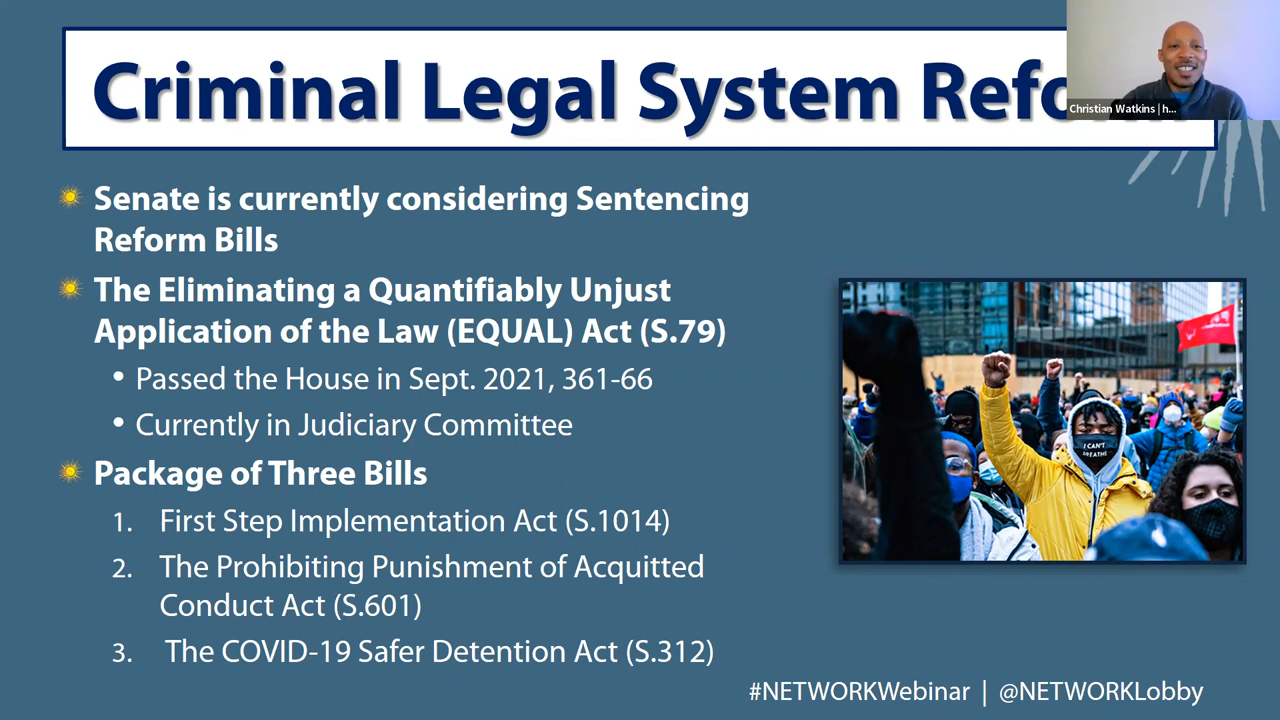 Criminal Legal System Refo
Christian Watkins | h...
Senate is currently considering Sentencing
Reform Bills
The Eliminating a Quantifiably Unjust
Application of the Law (EQUAL) Act (S.79)
• Passed the House in Sept. 2021, 361-66
• Currently in Judiciary Committee
Package of Three Bills
1. First Step Implementation Act (S.1014)
2. The Prohibiting Punishment of Acquitted
Conduct Act (S.601)
3. The COVID-19 Safer Detention Act (S.312)
I CAN'T
BREATHE
#NETWORKWebinar | @NETWORKLobby